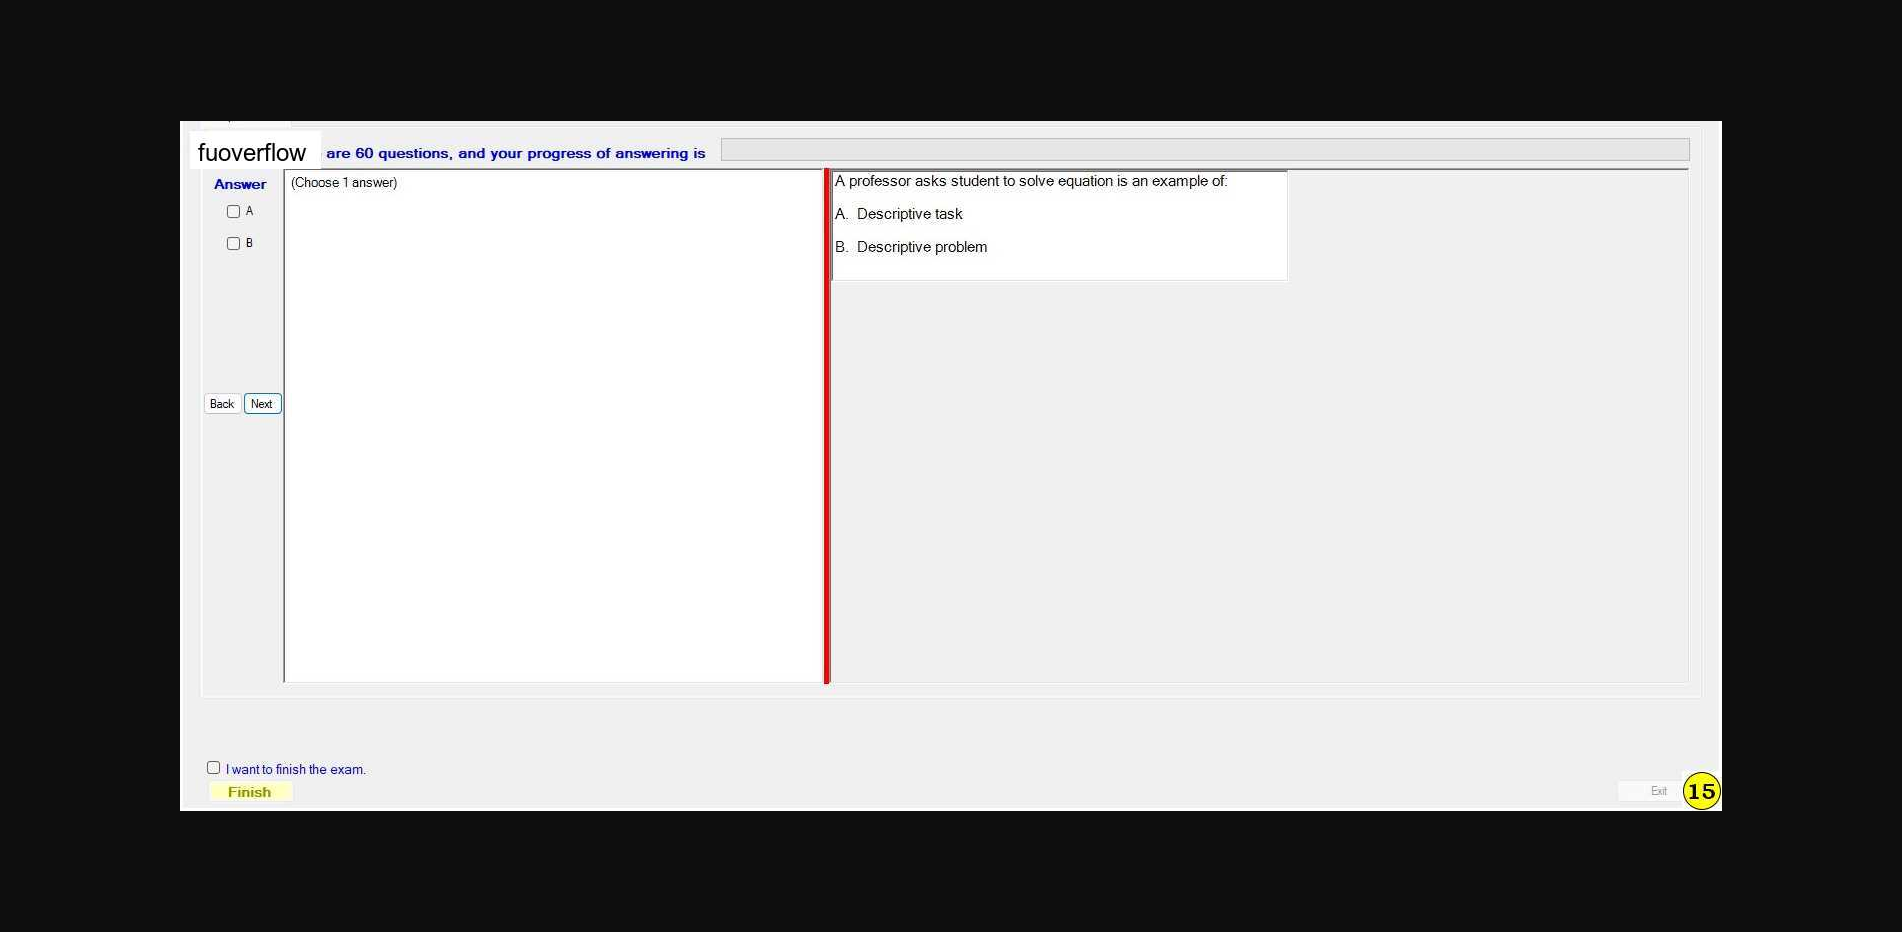 fuoverflow are 60 questions, and your progress of answering is
Answer
A
B
Back Next
(Choose 1 answer)
A professor asks student to solve equation is an example of:
A. Descriptive task
B. Descriptive problem
I want to finish the exam.
Finish
Exit
15